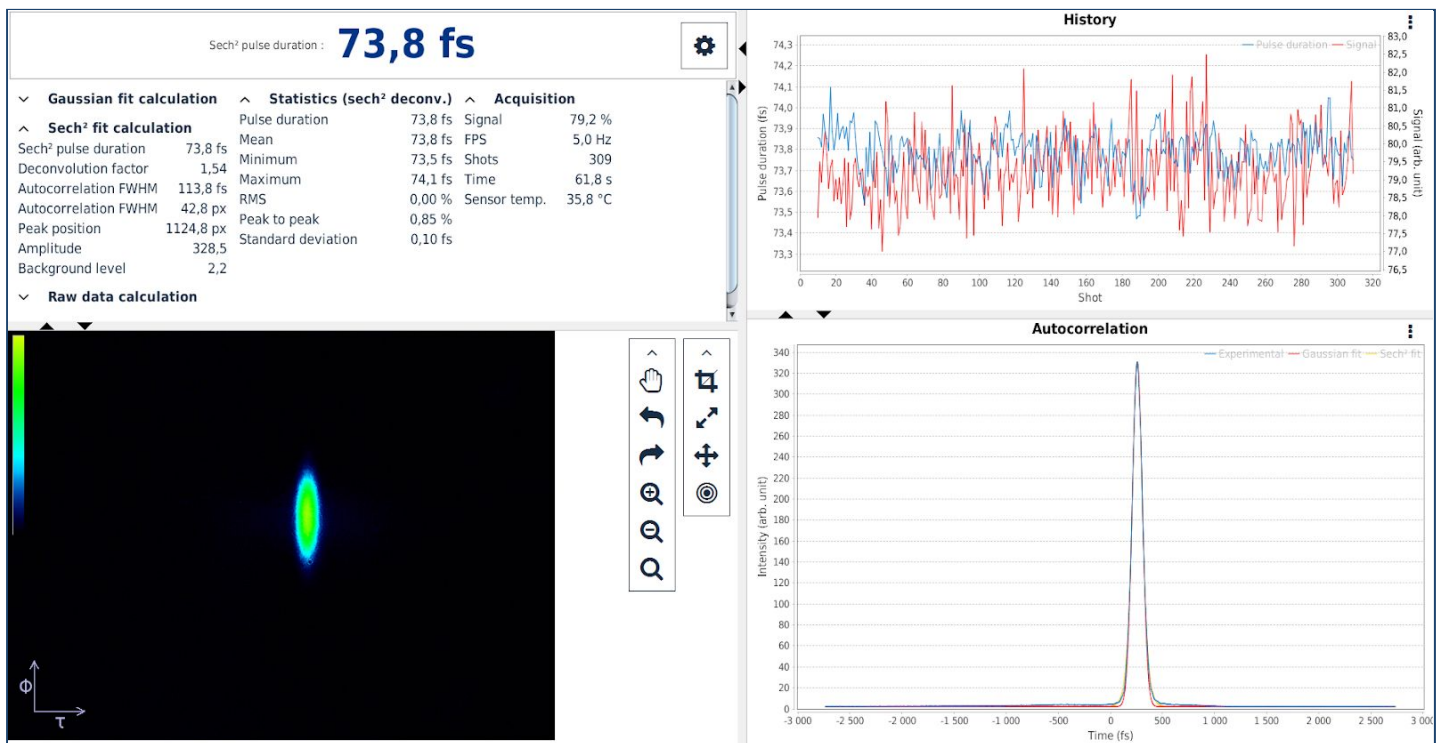 Sech² pulse duration : 73,8 fs
Gaussian fit calculation
Sech² fit calculation
Sech² pulse duration 73,8 fs
Deconvolution factor 1,54
Autocorrelation FWHM 113,8 fs
Autocorrelation FWHM 42,8 px
Peak position 1124,8 px
Amplitude 328,5
Background level 2,2
Raw data calculation
Statistics (sech² deconv.)
Pulse duration 73,8 fs
Mean 73,8 fs
Minimum 73,5 fs
Maximum 74,1 fs
RMS 0,00 %
Peak to peak 0,85 %
Standard deviation 0,10 fs
Acquisition
Signal 79,2 %
FPS 5,0 Hz
Shots 309
Time 61,8 s
Sensor temp. 35,8 °C
History
Pulse duration Signal
Pulse duration (fs)
74,3
74,2
74,1
74,0
73,9
73,8
73,7
73,6
73,5
73,4
73,3
83,0
82,5
82,0
81,5
81,0
80,5
80,0
79,5
79,0
78,5
78,0
77,5
77,0
76,5
Signal (arb. unit)
0 20 40 60 80 100 120 140 160 180 200 220 240 260 280 300 320
Shot
Φ
τ
Autocorrelation
Experimental Gaussian fit Sech² fit
Intensity (arb. unit)
340
320
300
280
260
240
220
200
180
160
140
120
100
80
60
40
20
0
-3 000 -2 500 -2 000 -1 500 -1 000 -500 0 500 1 000 1 500 2 000 2 500 3 000
Time (fs)